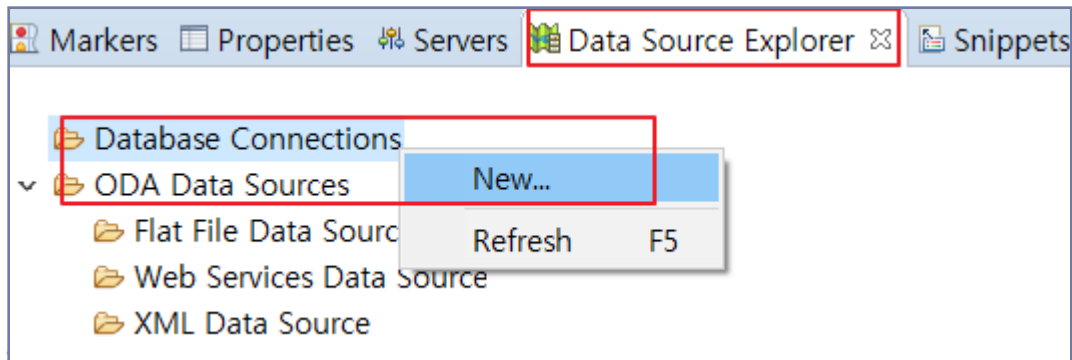 Markers Properties Servers Data Source Explorer Snippets
Database Connections
New...
ODA Data Sources
Flat File Data Sourc
Refresh F5
Web Services Data Source
XML Data Source